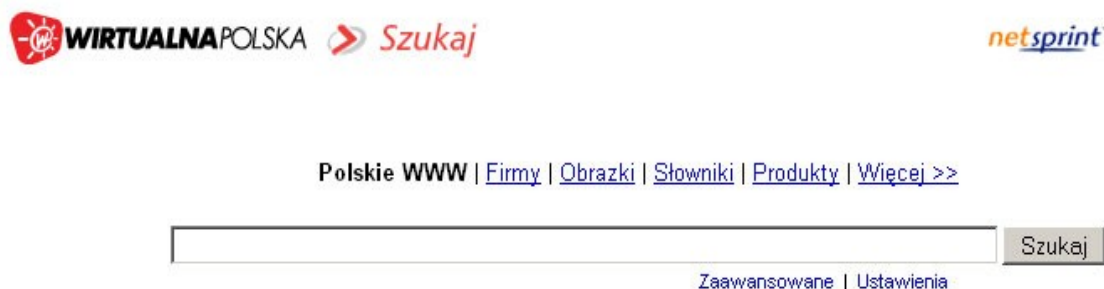 WIRTUALNAPOLSKA Szukaj netsprint
Polskie WWW | Firmy | Obrazki | Słowniki | Produkty | Więcej >>
Szukaj
Zaawansowane | Ustawienia